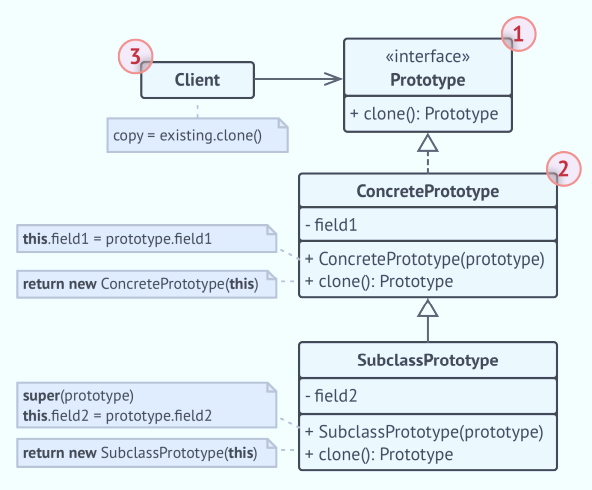 1
«interface»
Prototype
+ clone(): Prototype
3
Client
copy = existing.clone()
2
ConcretePrototype
- field1
+ ConcretePrototype(prototype)
+ clone(): Prototype
this.field1 = prototype.field1
return new ConcretePrototype(this)
SubclassPrototype
- field2
+ SubclassPrototype(prototype)
+ clone(): Prototype
super(prototype)
this.field2 = prototype.field2
return new SubclassPrototype(this)